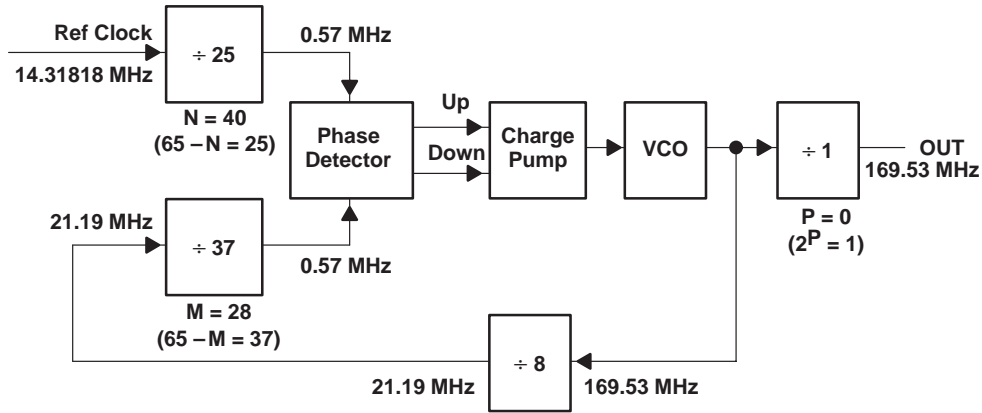 Ref Clock
14.31818 MHz
÷ 25
N = 40
(65 – N = 25)
0.57 MHz
Phase
Detector
Up
Down
Charge
Pump
VCO
÷ 1
P = 0
(2^P = 1)
OUT
169.53 MHz
21.19 MHz
÷ 37
M = 28
(65 – M = 37)
0.57 MHz
÷ 8
21.19 MHz
169.53 MHz